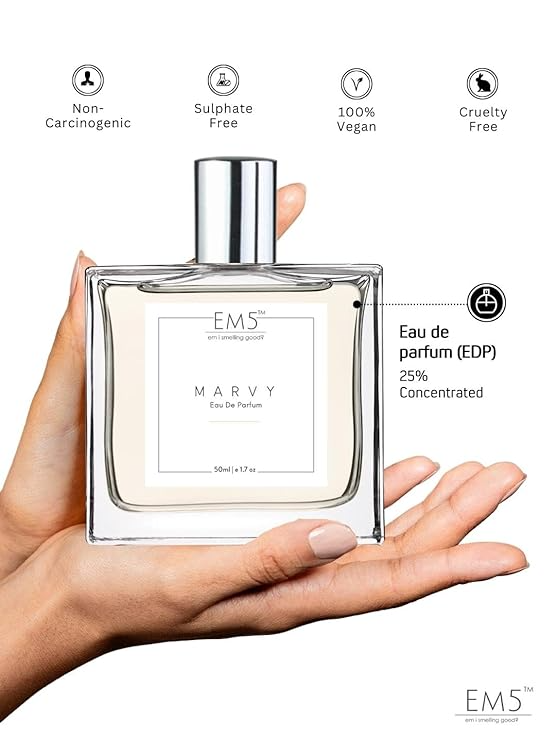 Non-
Carcinogenic
Sulphate
Free
100%
Vegan
Cruelty
Free
EM5™
em i smelling good?
MARVY
Eau De Parfum
50ml | e 1.7 oz
Eau de
parfum (EDP)
25%
Concentrated
EM5™
em i smelling good?